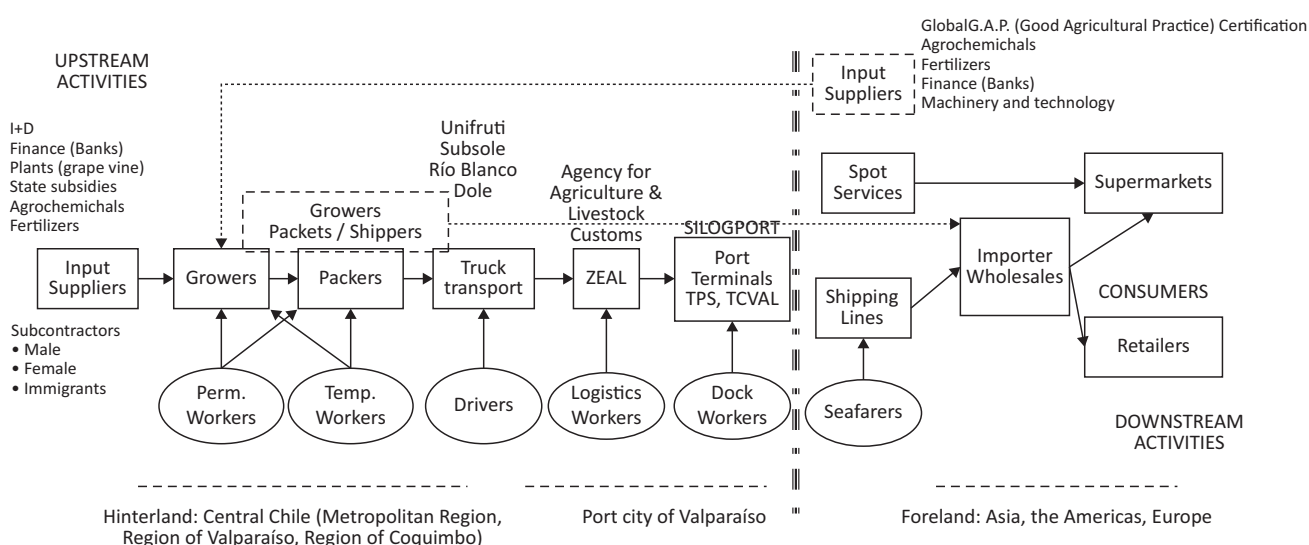 UPSTREAM
ACTIVITIES
I+D
Finance (Banks)
Plants (grape vine)
State subsidies
Agrochemichals
Fertilizers
Input
Suppliers
Subcontractors
• Male
• Female
• Immigrants
Growers
Packets / Shippers
Unifruti
Subsole
Río Blanco
Dole
Growers
Packers
Truck
transport
Agency for
Agriculture &
Livestock
Customs
ZEAL
SILOGPORT
Port
Terminals
TPS, TCVAL
Perm.
Workers
Temp.
Workers
Drivers
Logistics
Workers
Dock
Workers
Input
Suppliers
GlobalG.A.P. (Good Agricultural Practice) Certification
Agrochemichals
Fertilizers
Finance (Banks)
Machinery and technology
Spot
Services
Supermarkets
Shipping
Lines
Importer
Wholesales
CONSUMERS
Retailers
Seafarers
DOWNSTREAM
ACTIVITIES
Hinterland: Central Chile (Metropolitan Region,
Region of Valparaíso, Region of Coquimbo)
Port city of Valparaíso
Foreland: Asia, the Americas, Europe